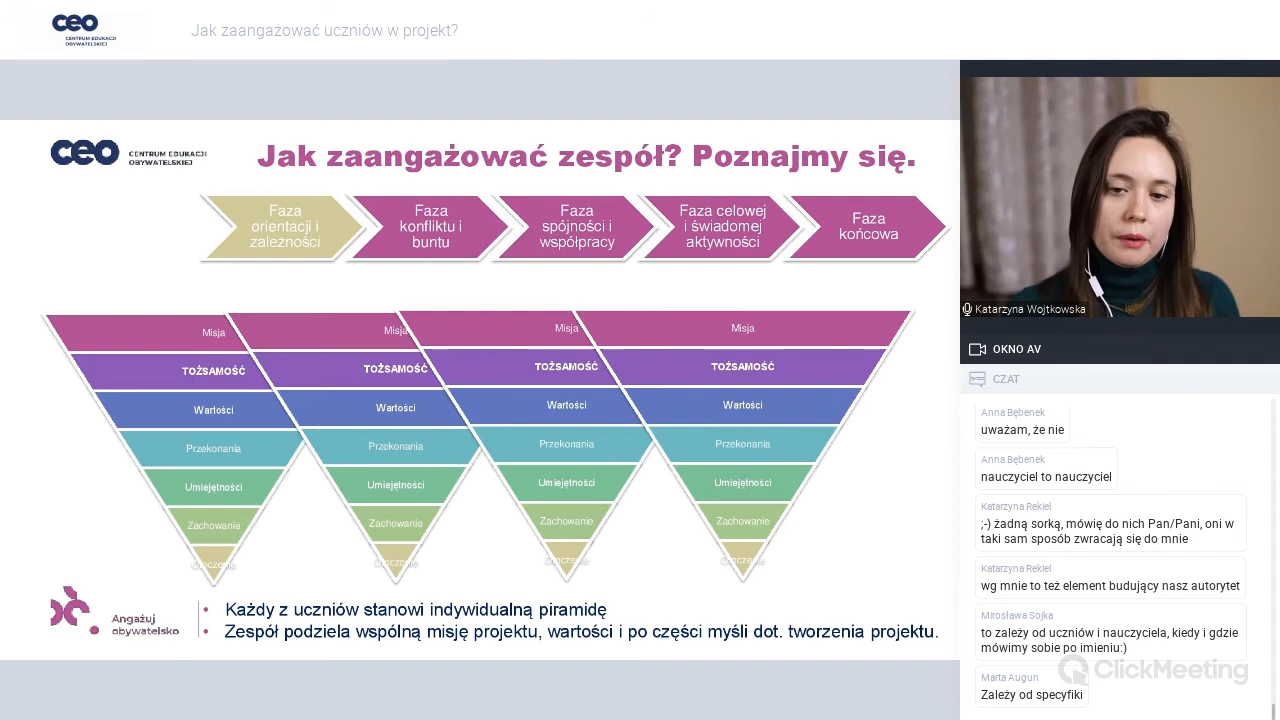 ceo
CENTRUM EDUKACJI
OBYWATELSKIEJ
Jak zaangażować uczniów w projekt?
ceo
CENTRUM EDUKACJI
OBYWATELSKIEJ
Jak zaangażować zespół? Poznajmy się.
Faza
orientacji i
zależności
Faza
konfliktu i
buntu
Faza
spójności i
współpracy
Faza celowej
i świadomej
aktywności
Faza
końcowa
Misja
TOŻSAMOŚĆ
Wartości
Przekonania
Umiejętności
Zachowanie
Otoczenie
Misja
TOŻSAMOŚĆ
Wartości
Przekonania
Umiejętności
Zachowanie
Otoczenie
Misja
TOŻSAMOŚĆ
Wartości
Przekonania
Umiejętności
Zachowanie
Otoczenie
Misja
TOŻSAMOŚĆ
Wartości
Przekonania
Umiejętności
Zachowanie
Otoczenie
Angażuj
obywatelsko
• Każdy z uczniów stanowi indywidualną piramidę
• Zespół podziela wspólną misję projektu, wartości i po części myśli dot. tworzenia projektu.
Katarzyna Wojtkowska
OKNO AV
CZAT
Anna Bębenek
uważam, że nie
Anna Bębenek
nauczyciel to nauczyciel
Katarzyna Rekiel
;-) żadną sorką, mówię do nich Pan/Pani, oni w
taki sam sposób zwracają się do mnie
Katarzyna Rekiel
wg mnie to też element budujący nasz autorytet
Mirosława Sojka
to zależy od uczniów i nauczyciela, kiedy i gdzie
mówimy sobie po imieniu:)
Marta Augun
Zależy od specyfiki
ClickMeeting